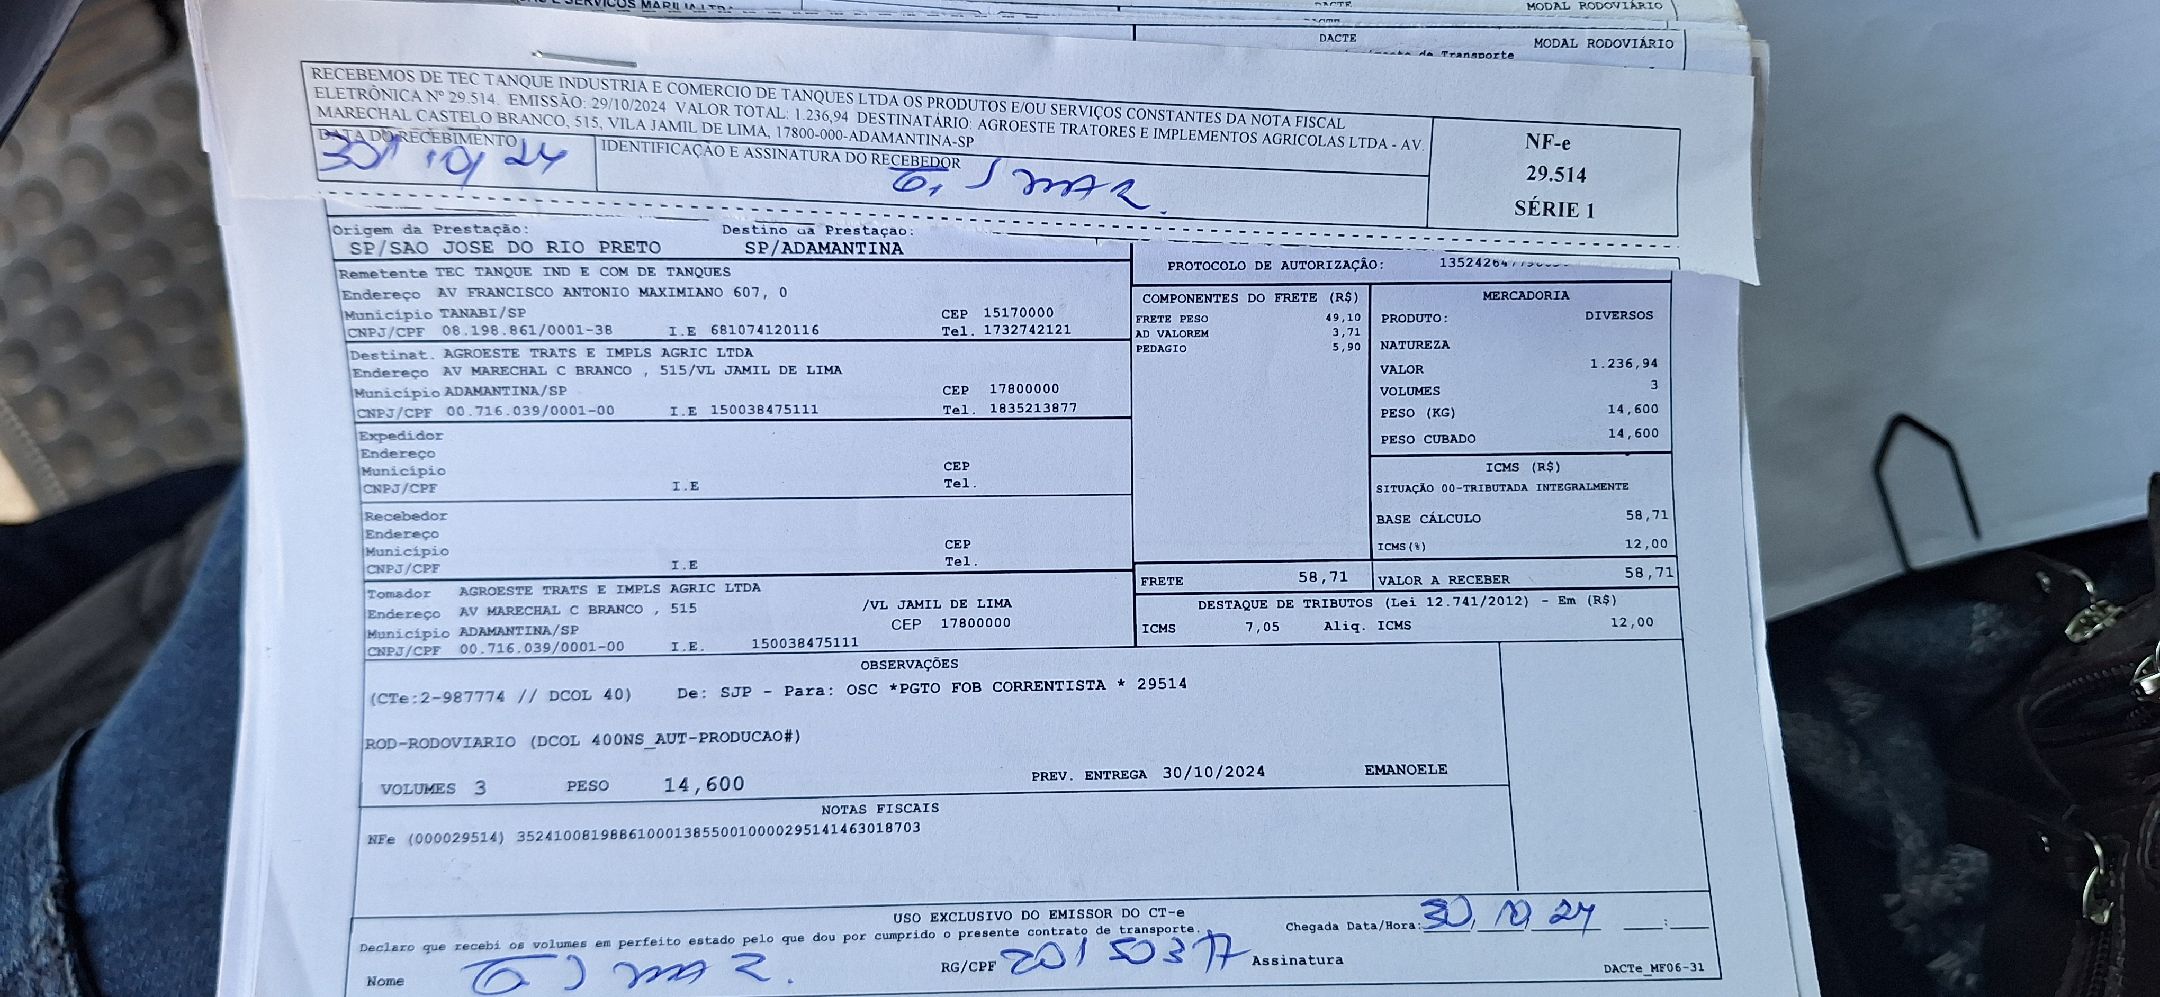 DACTE
MODAL RODOVIÁRIO
DACTE
MODAL RODOVIÁRIO
de Transporte
RECEBEMOS DE TEC TANQUE INDUSTRIA E COMERCIO DE TANQUES LTDA OS PRODUTOS E/OU SERVIÇOS CONSTANTES DA NOTA FISCAL
ELETRÔNICA Nº 29.514. EMISSÃO: 29/10/2024 VALOR TOTAL: 1.236,94 DESTINATÁRIO: AGROESTE TRATORES E IMPLEMENTOS AGRICOLAS LTDA - AV.
MARECHAL CASTELO BRANCO, 515, VILA JAMIL DE LIMA, 17800-000-ADAMANTINA-SP
DATA DO RECEBIMENTO
30/10/24
IDENTIFICAÇÃO E ASSINATURA DO RECEBEDOR
NF-e
29.514
SÉRIE 1
Origem da Prestação: Destino da Prestação:
SP/SAO JOSE DO RIO PRETO SP/ADAMANTINA
Remetente TEC TANQUE IND E COM DE TANQUES
Endereço AV FRANCISCO ANTONIO MAXIMIANO 607, 0
Município TANABI/SP CEP 15170000
CNPJ/CPF 08.198.861/0001-38 I.E 681074120116 Tel. 1732742121
Destinat. AGROESTE TRATS E IMPLS AGRIC LTDA
Endereço AV MARECHAL C BRANCO , 515/VL JAMIL DE LIMA
Município ADAMANTINA/SP CEP 17800000
CNPJ/CPF 00.716.039/0001-00 I.E 150038475111 Tel. 1835213877
Expedidor
Endereço
Município CEP
CNPJ/CPF I.E Tel.
Recebedor
Endereço
Município CEP
CNPJ/CPF I.E Tel.
Tomador AGROESTE TRATS E IMPLS AGRIC LTDA
Endereço AV MARECHAL C BRANCO , 515 /VL JAMIL DE LIMA
Município ADAMANTINA/SP CEP 17800000
CNPJ/CPF 00.716.039/0001-00 I.E. 150038475111
PROTOCOLO DE AUTORIZAÇÃO:
COMPONENTES DO FRETE (R$)
FRETE PESO 49,10
AD VALOREM 3,71
PEDAGIO 5,90
MERCADORIA
PRODUTO: DIVERSOS
NATUREZA
VALOR 1.236,94
VOLUMES 3
PESO (KG) 14,600
PESO CUBADO 14,600
ICMS (R$)
SITUAÇÃO 00-TRIBUTADA INTEGRALMENTE
BASE CÁLCULO 58,71
ICMS(%) 12,00
FRETE 58,71 VALOR A RECEBER 58,71
DESTAQUE DE TRIBUTOS (Lei 12.741/2012) - Em (R$)
ICMS 7,05 Aliq. ICMS 12,00
OBSERVAÇÕES
(CTe:2-987774 // DCOL 40) De: SJP - Para: OSC *PGTO FOB CORRENTISTA * 29514
ROD-RODOVIARIO (DCOL 400NS_AUT-PRODUCAO#)
VOLUMES 3 PESO 14,600 PREV. ENTREGA 30/10/2024 EMANOELE
NOTAS FISCAIS
NFe (000029514) 35241008198861000138550010000295141463018703
USO EXCLUSIVO DO EMISSOR DO CT-e
Declaro que recebi os volumes em perfeito estado pelo que dou por cumprido o presente contrato de transporte.
Chegada Data/Hora: 30/10/24 __:__
Nome RG/CPF 20150377 Assinatura
DACTe_MF06-31